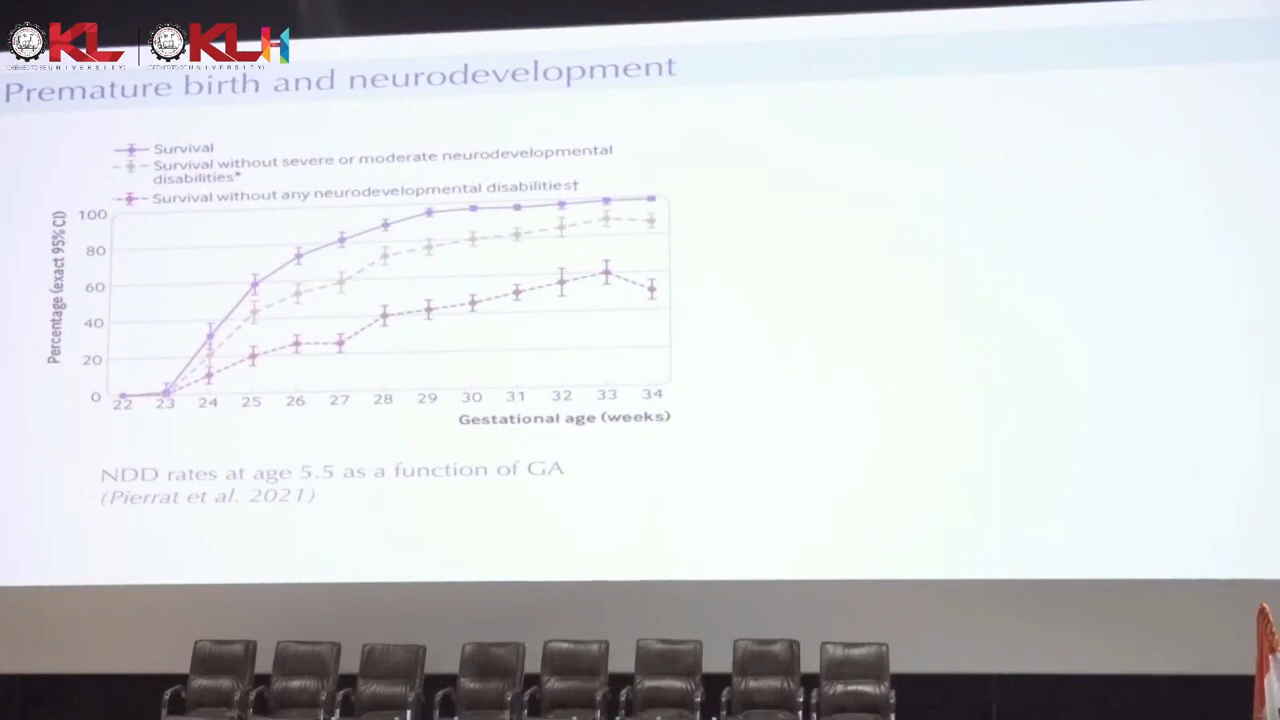 KL
UNIVERSITY
KLH
UNIVERSITY
Premature birth and neurodevelopment
Survival
Survival without severe or moderate neurodevelopmental
disabilities*
Survival without any neurodevelopmental disabilities†
Percentage (exact 95% CI)
100
80
60
40
20
0
22 23 24 25 26 27 28 29 30 31 32 33 34
Gestational age (weeks)
NDD rates at age 5.5 as a function of GA
(Pierrat et al. 2021)